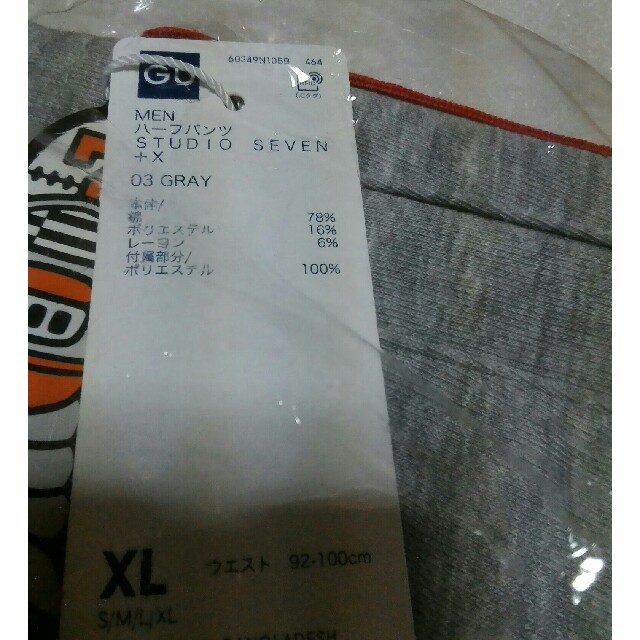 GU
60349N105B 464
MEN
ハーフパンツ
STUDIO SEVEN
+X
03 GRAY
本体/
綿 78%
ポリエステル 16%
レーヨン 6%
付属部分/
ポリエステル 100%
XL ウエスト 92-100cm
S/M/L/XL
BANGLADESH